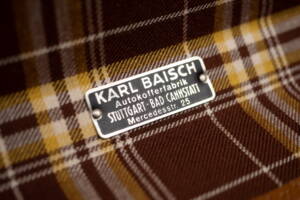 KARL BAISCH
Autokofferfabrik
STUTTGART-BAD CANNSTATT
Mercedesstr. 25